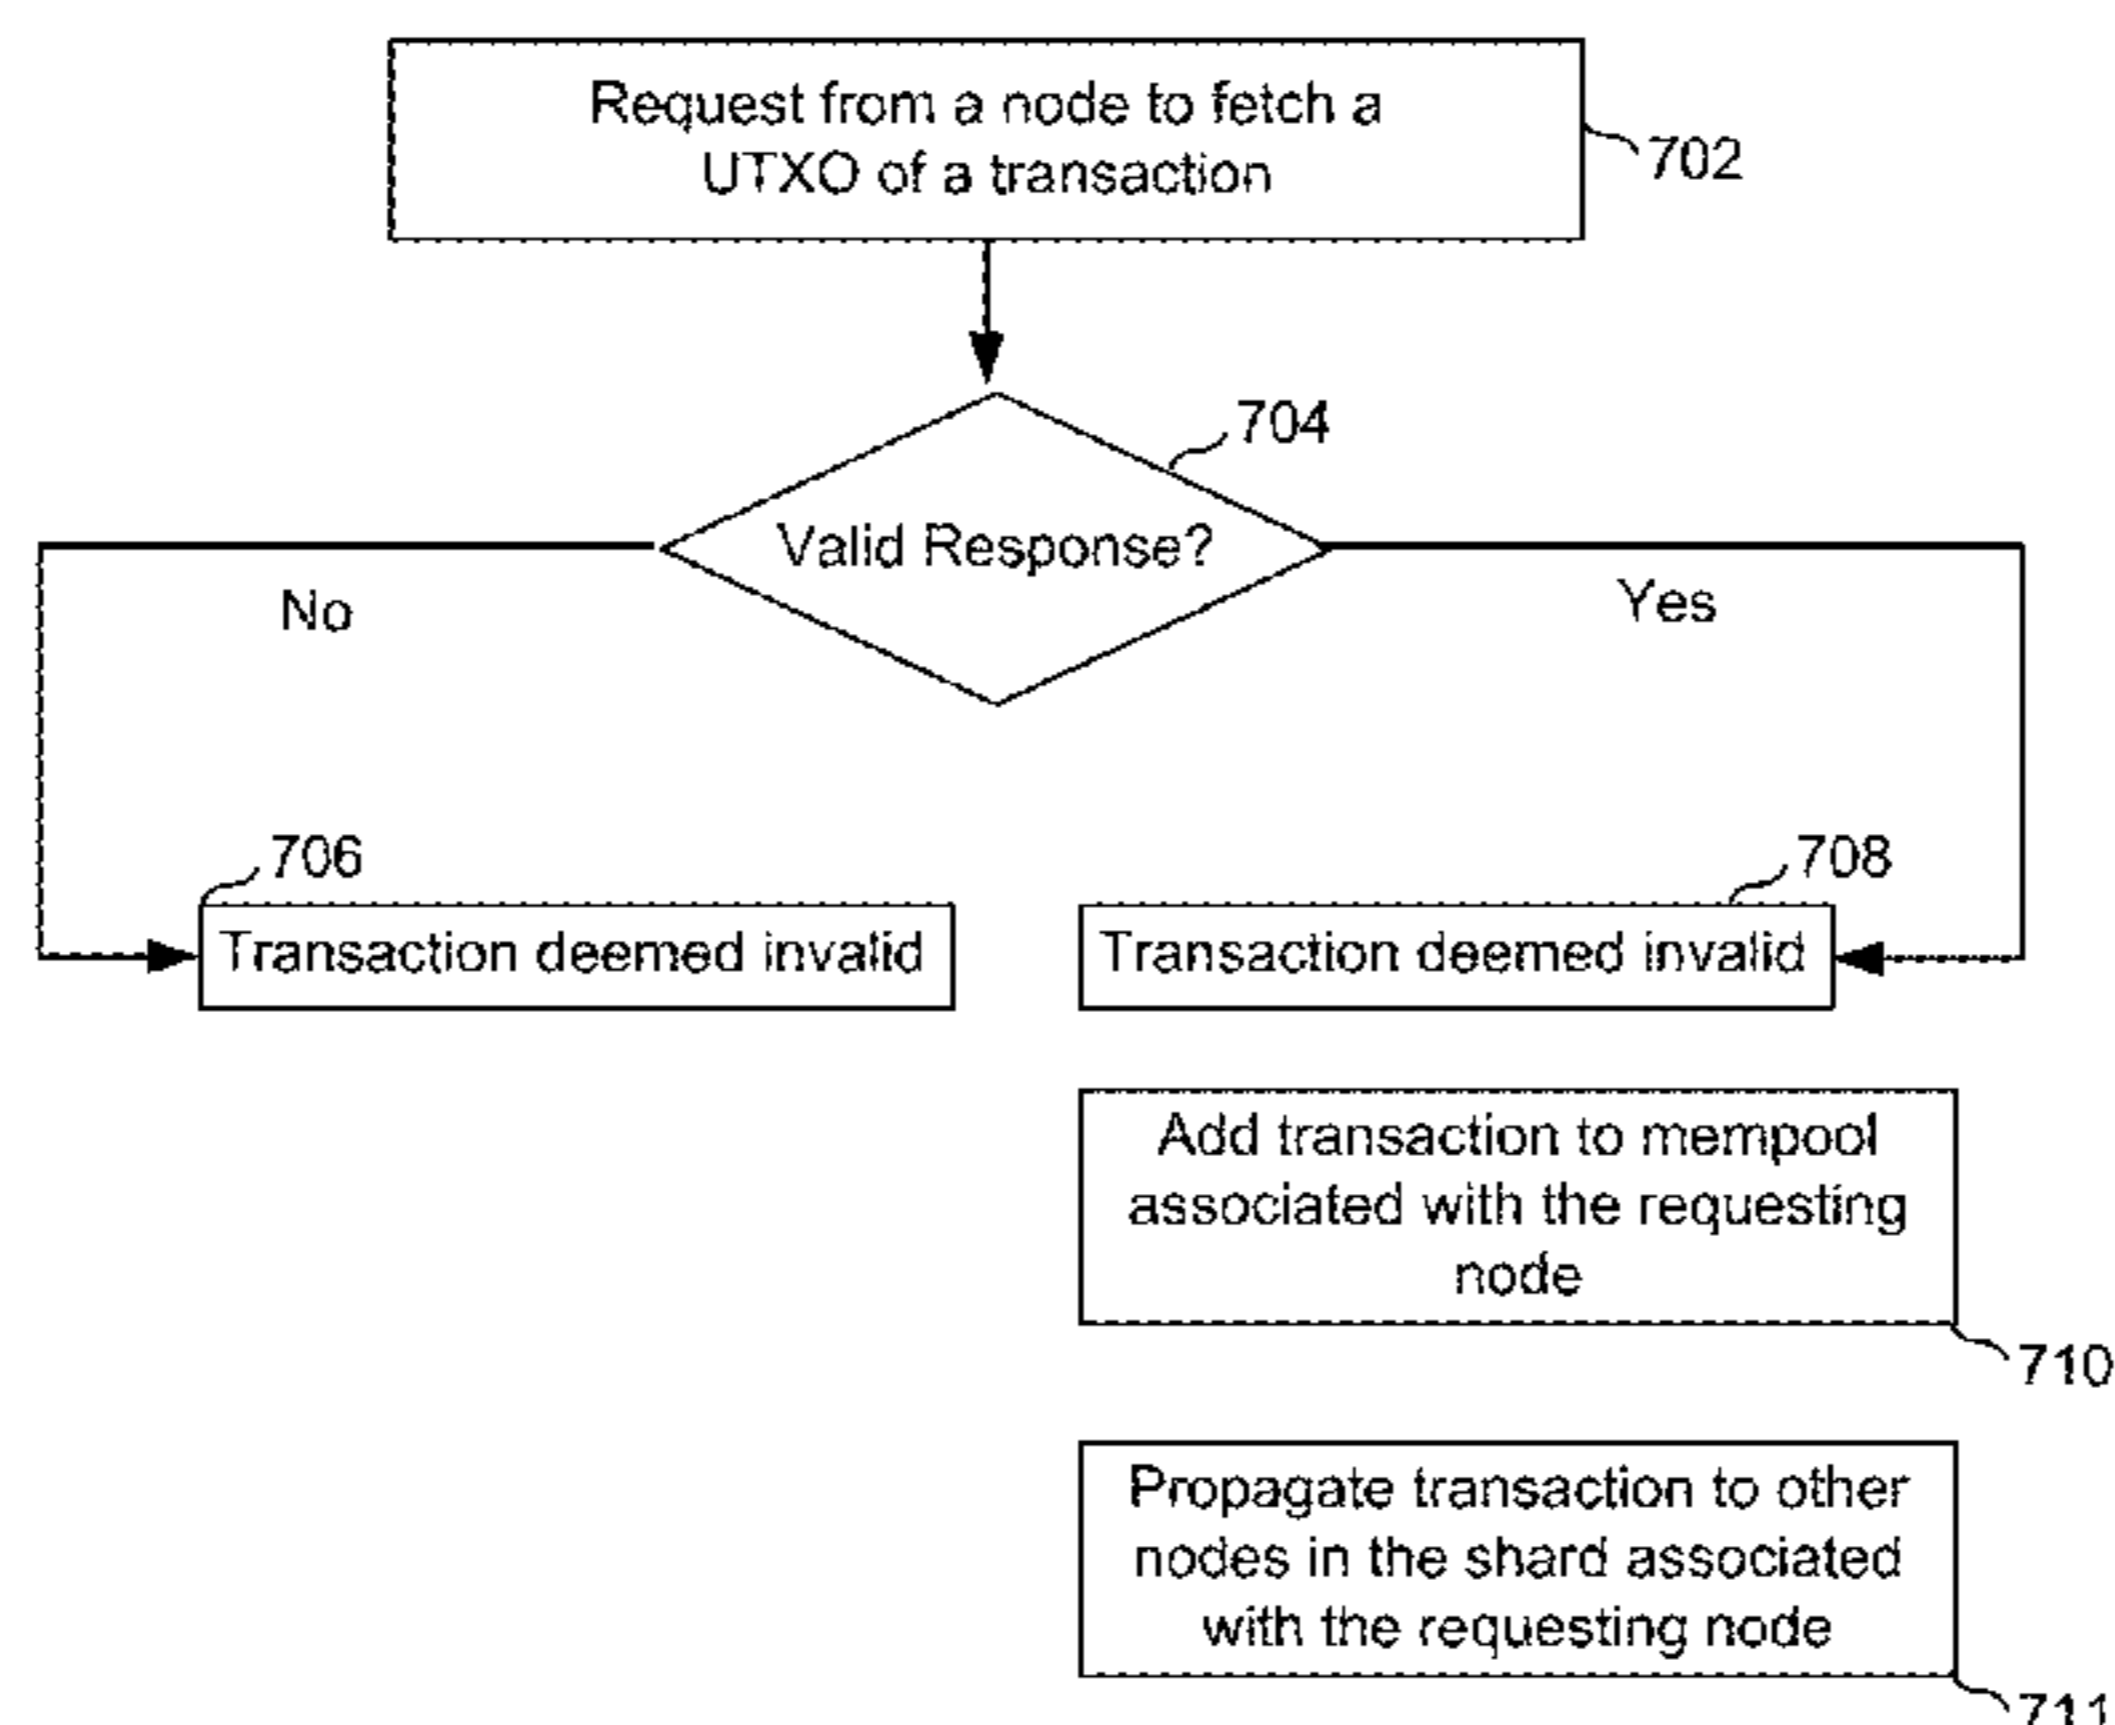 Request from a node to fetch a
UTXO of a transaction
702
704
Valid Response?
No
Yes
706
708
Transaction deemed invalid
Transaction deemed invalid
Add transaction to mempool
associated with the requesting
node
710
Propagate transaction to other
nodes in the shard associated
with the requesting node
711